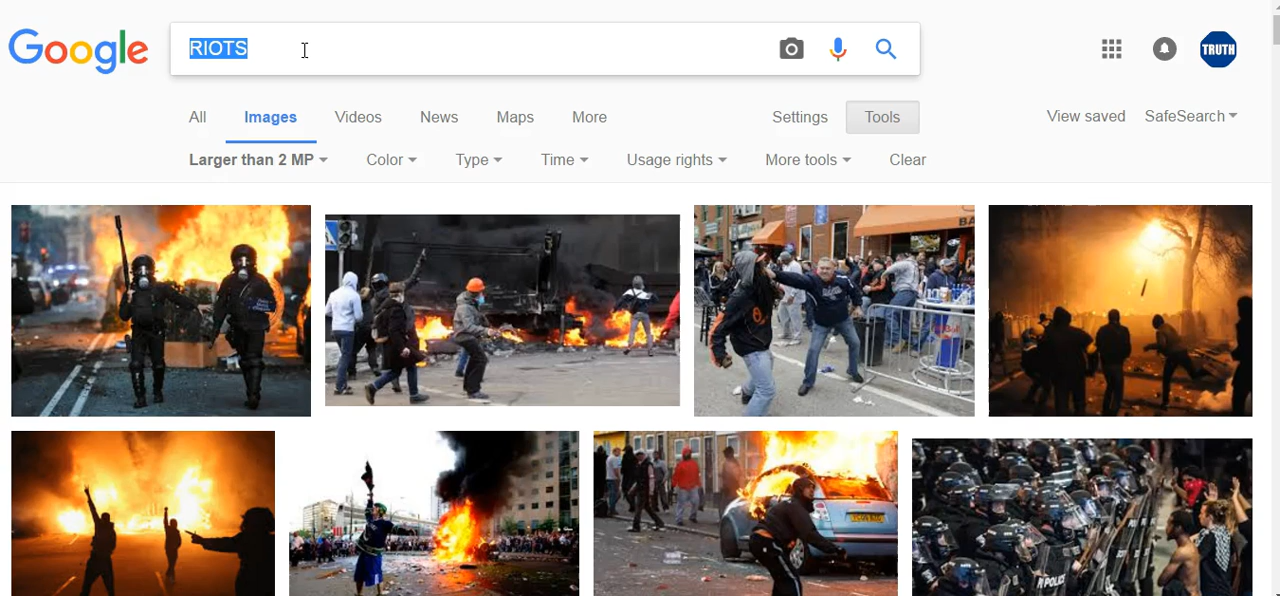 Google RIOTS TRUTH
All Images Videos News Maps More Settings Tools View saved SafeSearch
Larger than 2 MP Color Type Time Usage rights More tools Clear
POLICE